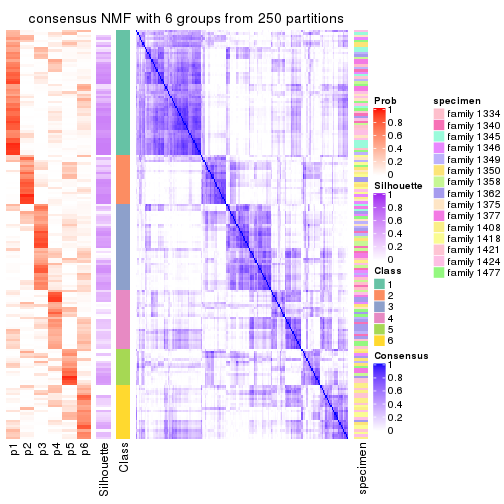 consensus NMF with 6 groups from 250 partitions
Prob
1
0.8
0.6
0.4
0.2
0
Silhouette
1
0.8
0.6
0.4
0.2
0
Class
1
2
3
4
5
6
Consensus
1
0.8
0.6
0.4
0.2
0
specimen
family 1334
family 1340
family 1345
family 1346
family 1349
family 1350
family 1358
family 1362
family 1375
family 1377
family 1408
family 1418
family 1421
family 1424
family 1477
p1
p2
p3
p4
p5
p6
Silhouette
Class
specimen